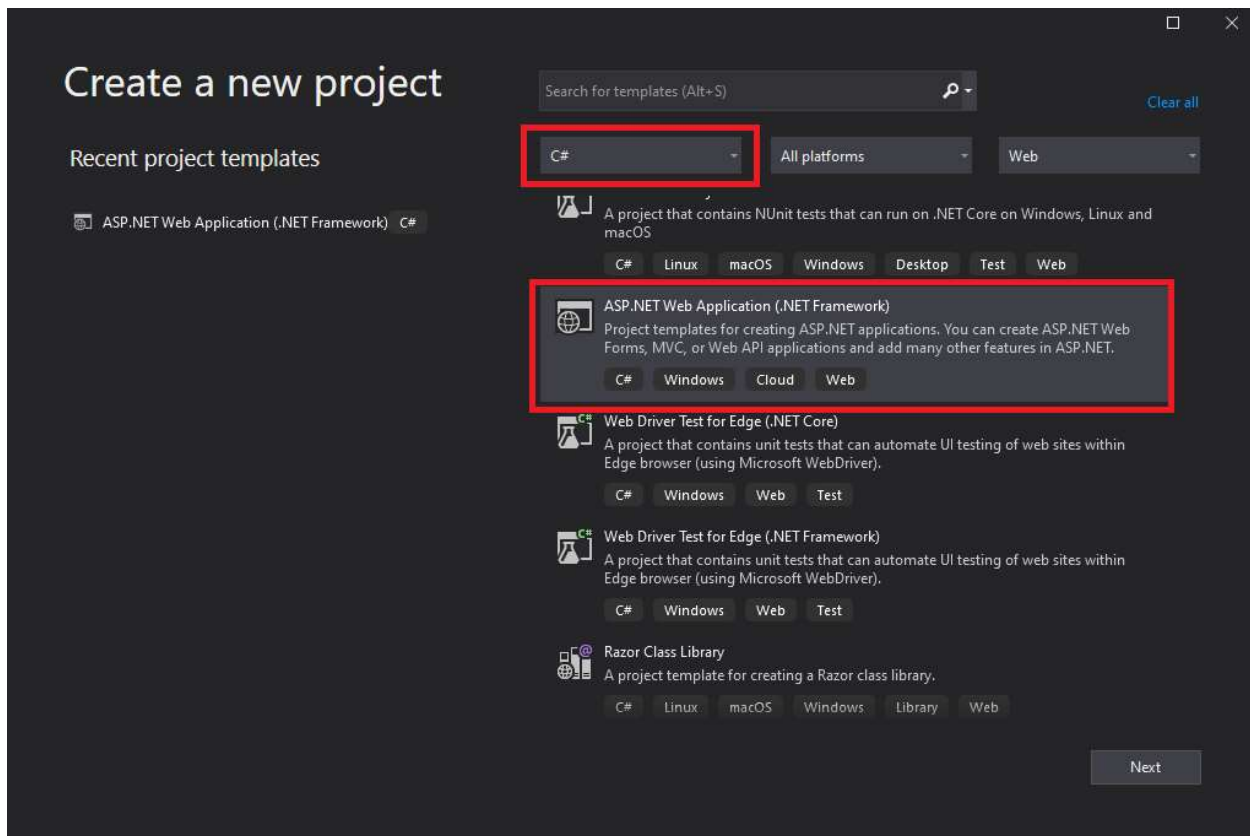 Create a new project
Search for templates (Alt+S)
Clear all
Recent project templates
C#
All platforms
Web
ASP.NET Web Application (.NET Framework) C#
A project that contains NUnit tests that can run on .NET Core on Windows, Linux and
macOS
C# Linux macOS Windows Desktop Test Web
ASP.NET Web Application (.NET Framework)
Project templates for creating ASP.NET applications. You can create ASP.NET Web
Forms, MVC, or Web API applications and add many other features in ASP.NET.
C# Windows Cloud Web
Web Driver Test for Edge (.NET Core)
A project that contains unit tests that can automate UI testing of web sites within
Edge browser (using Microsoft WebDriver).
C# Windows Web Test
Web Driver Test for Edge (.NET Framework)
A project that contains unit tests that can automate UI testing of web sites within
Edge browser (using Microsoft WebDriver).
C# Windows Web Test
Razor Class Library
A project template for creating a Razor class library.
C# Linux macOS Windows Library Web
Next